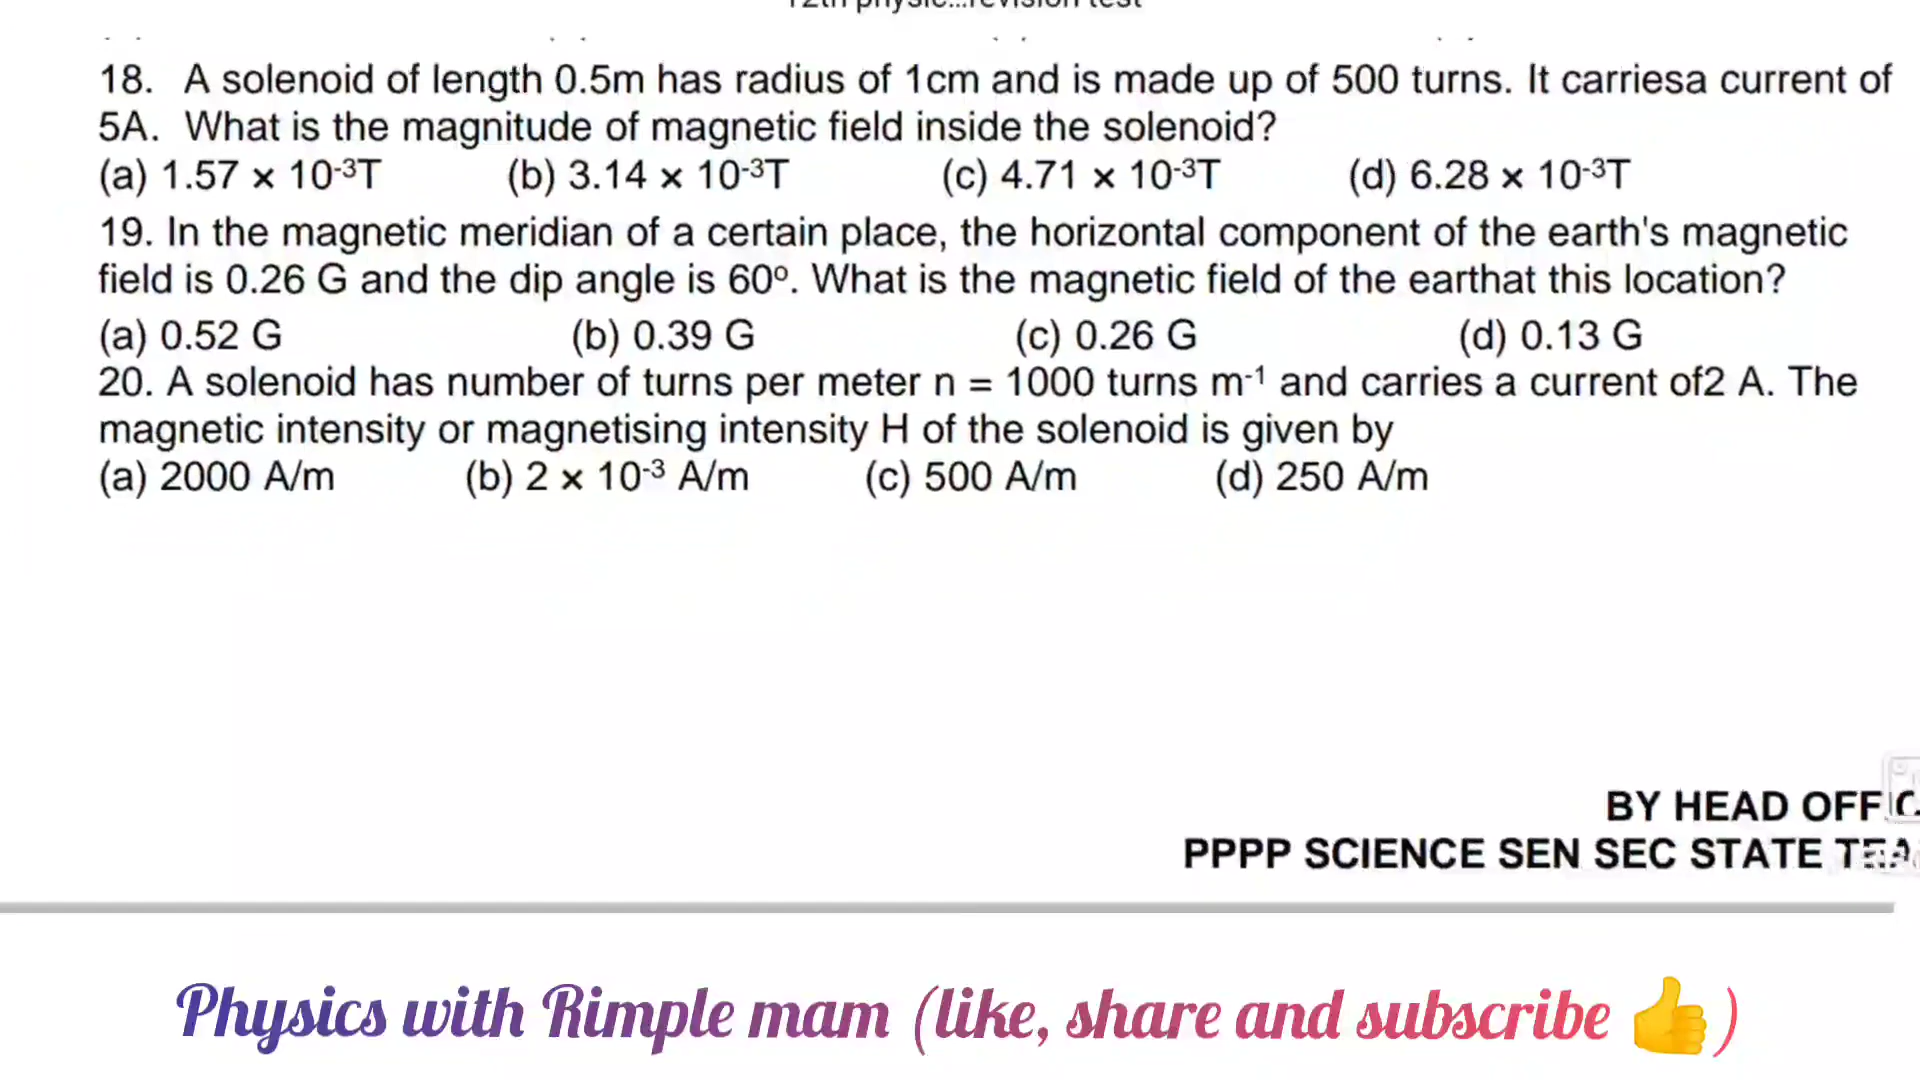 12th physic...revision test
18. A solenoid of length 0.5m has radius of 1cm and is made up of 500 turns. It carriesa current of
5A. What is the magnitude of magnetic field inside the solenoid?
(a) 1.57 × 10⁻³T (b) 3.14 × 10⁻³T (c) 4.71 × 10⁻³T (d) 6.28 × 10⁻³T
19. In the magnetic meridian of a certain place, the horizontal component of the earth's magnetic
field is 0.26 G and the dip angle is 60º. What is the magnetic field of the earthat this location?
(a) 0.52 G (b) 0.39 G (c) 0.26 G (d) 0.13 G
20. A solenoid has number of turns per meter n = 1000 turns m⁻¹ and carries a current of2 A. The
magnetic intensity or magnetising intensity H of the solenoid is given by
(a) 2000 A/m (b) 2 × 10⁻³ A/m (c) 500 A/m (d) 250 A/m
BY HEAD
PPPP SCIENCE SEN SEC STATE
Physics with Rimple mam (like, share and subscribe 👍)